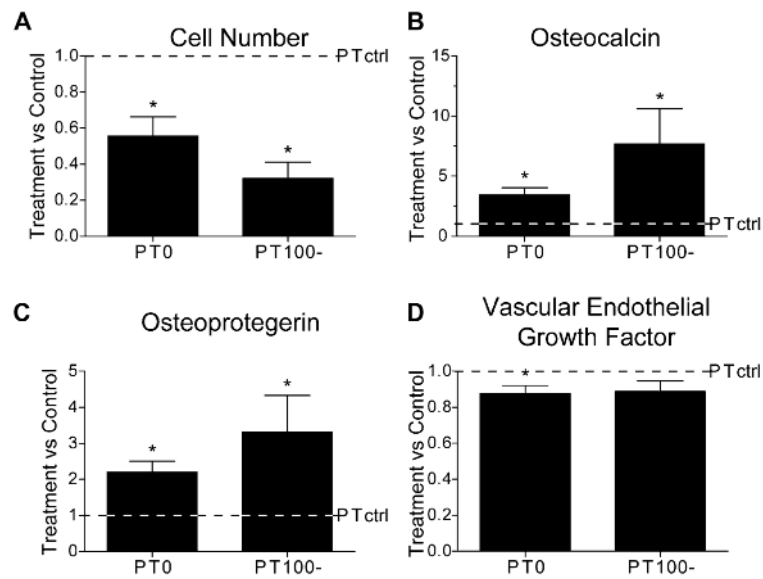 A
Cell Number
Treatment vs Control
1.0
0.8
0.6
0.4
0.2
0.0
PTctrl
*
*
PT0
PT100-
B
Osteocalcin
Treatment vs Control
15
10
5
0
PTctrl
*
*
PT0
PT100-
C
Osteoprotegerin
Treatment vs Control
5
4
3
2
1
0
PTctrl
*
*
PT0
PT100-
D
Vascular Endothelial
Growth Factor
Treatment vs Control
1.0
0.8
0.6
0.4
0.2
0.0
PTctrl
*
PT0
PT100-